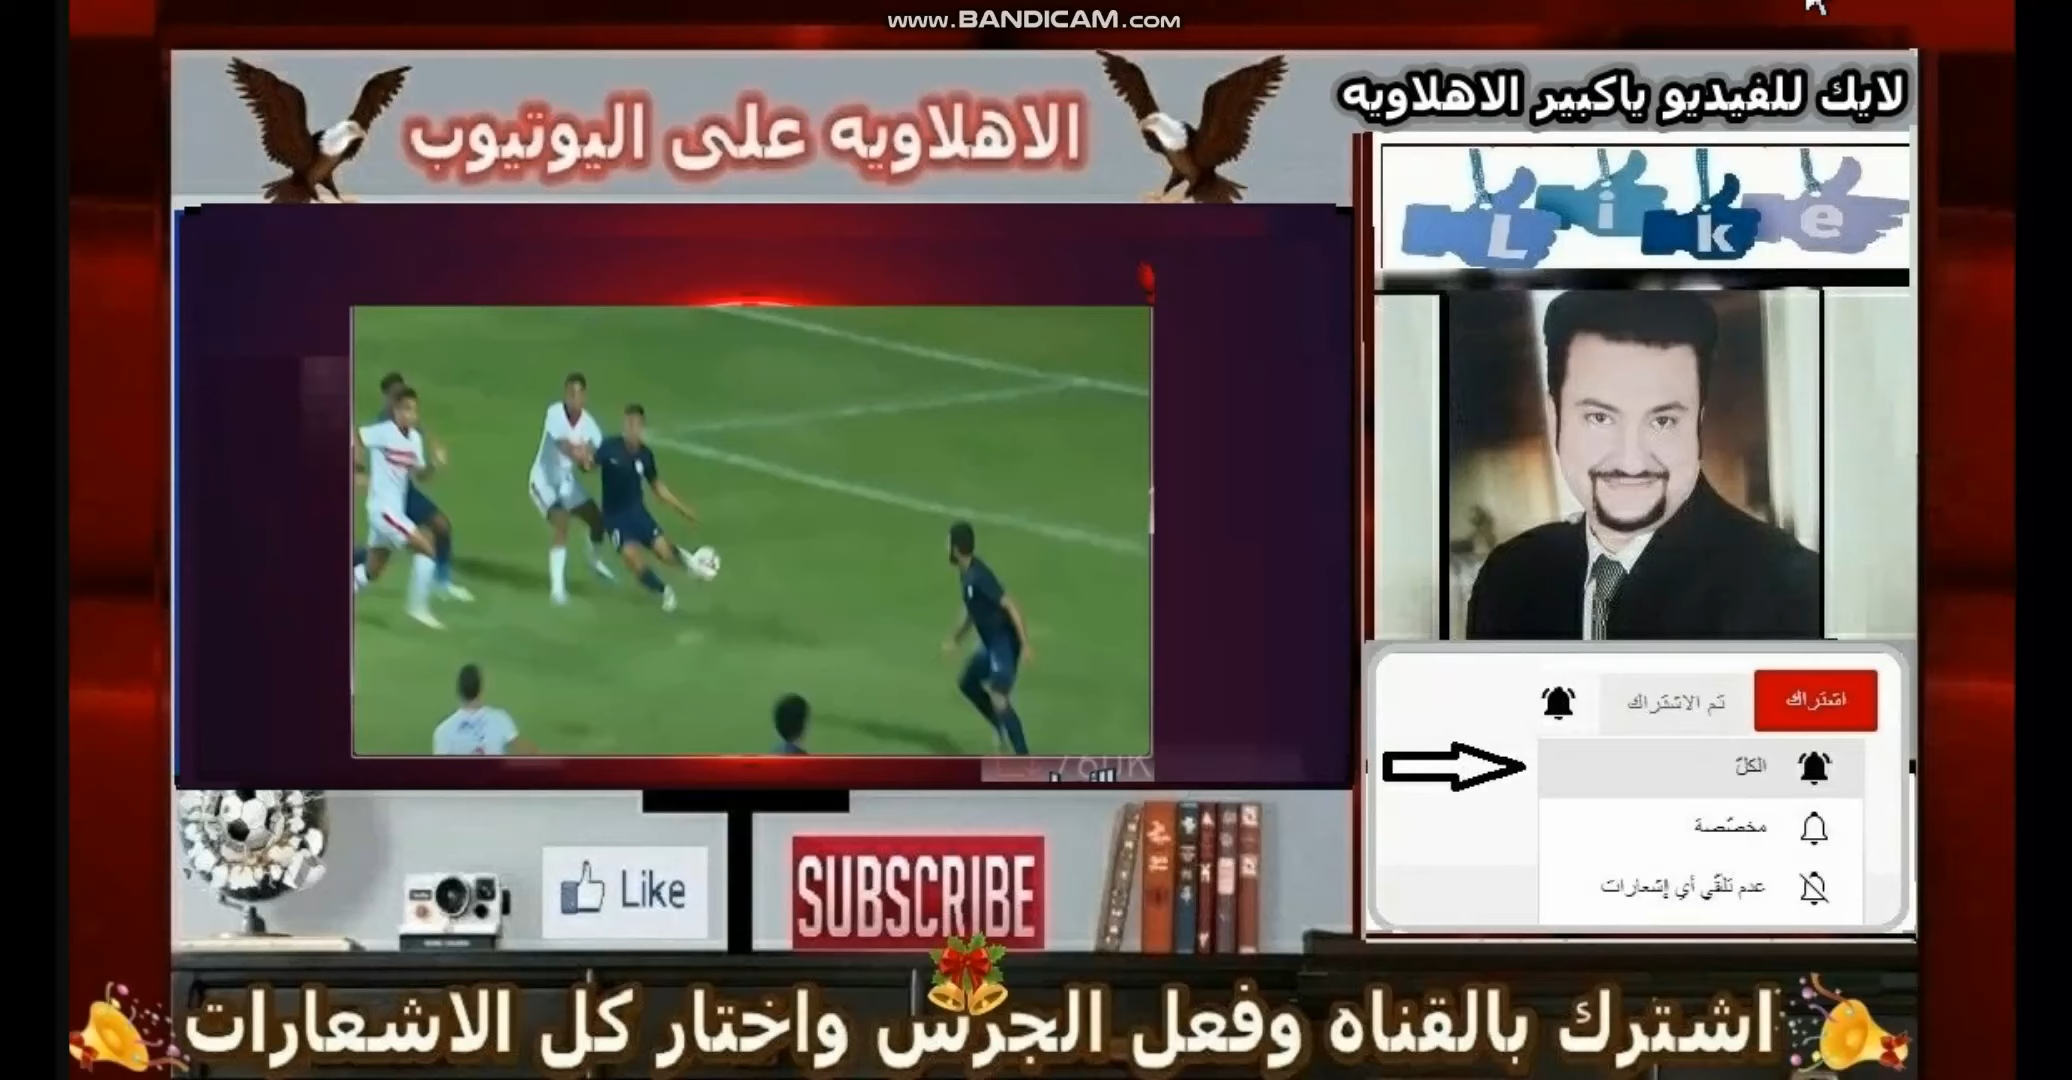 www.BANDICAM.com
لايك للفيديو ياكبير الاهلاويه
الاهلاويه على اليوتيوب
Like
اشتراك
تم الاشتراك
الكل
مخصّصة
عدم تلقّي أي إشعارات
Like
SUBSCRIBE
اشترك بالقناه وفعل الجرس واختار كل الاشعارات